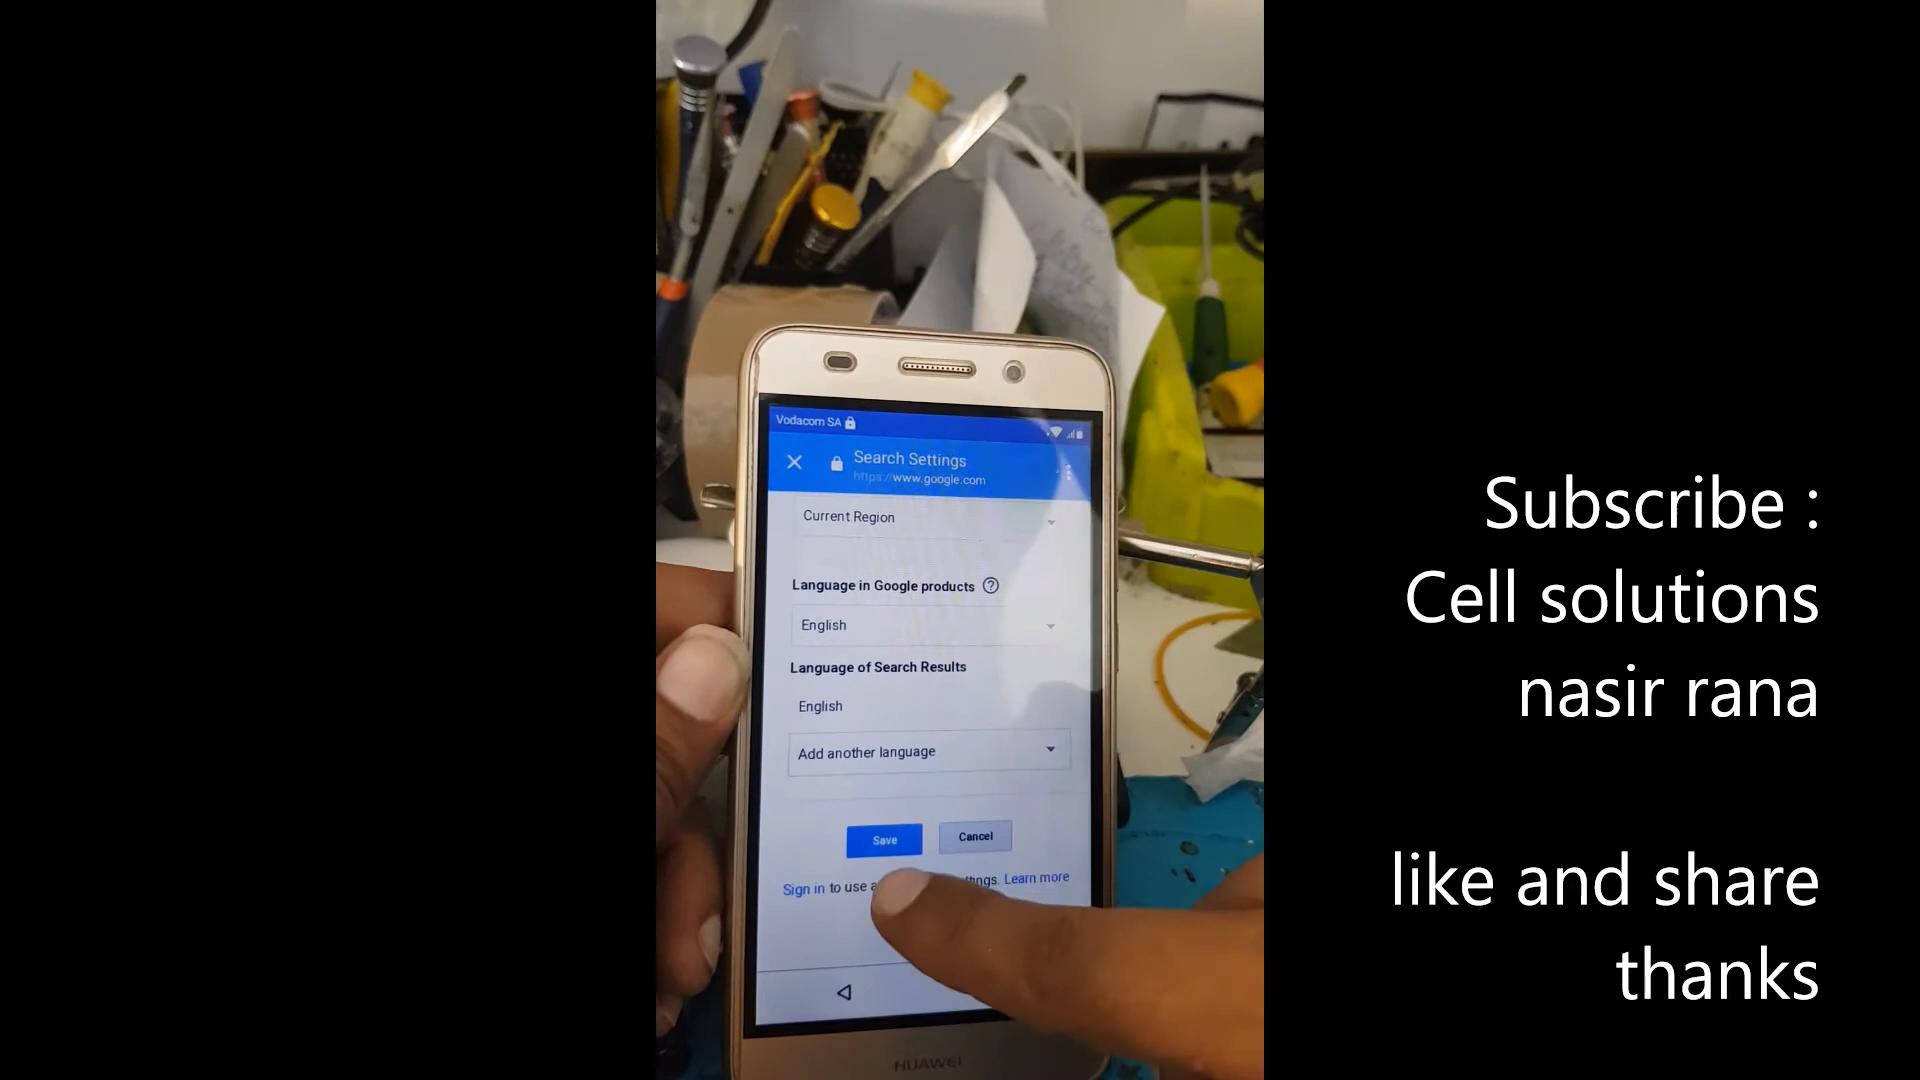 Vodacom SA
Search Settings
https://www.google.com
Current Region
Language in Google products
English
Language of Search Results
English
Add another language
Save Cancel
Sign in to use a ttings. Learn more
HUAWEI
Subscribe :
Cell solutions
nasir rana
like and share
thanks